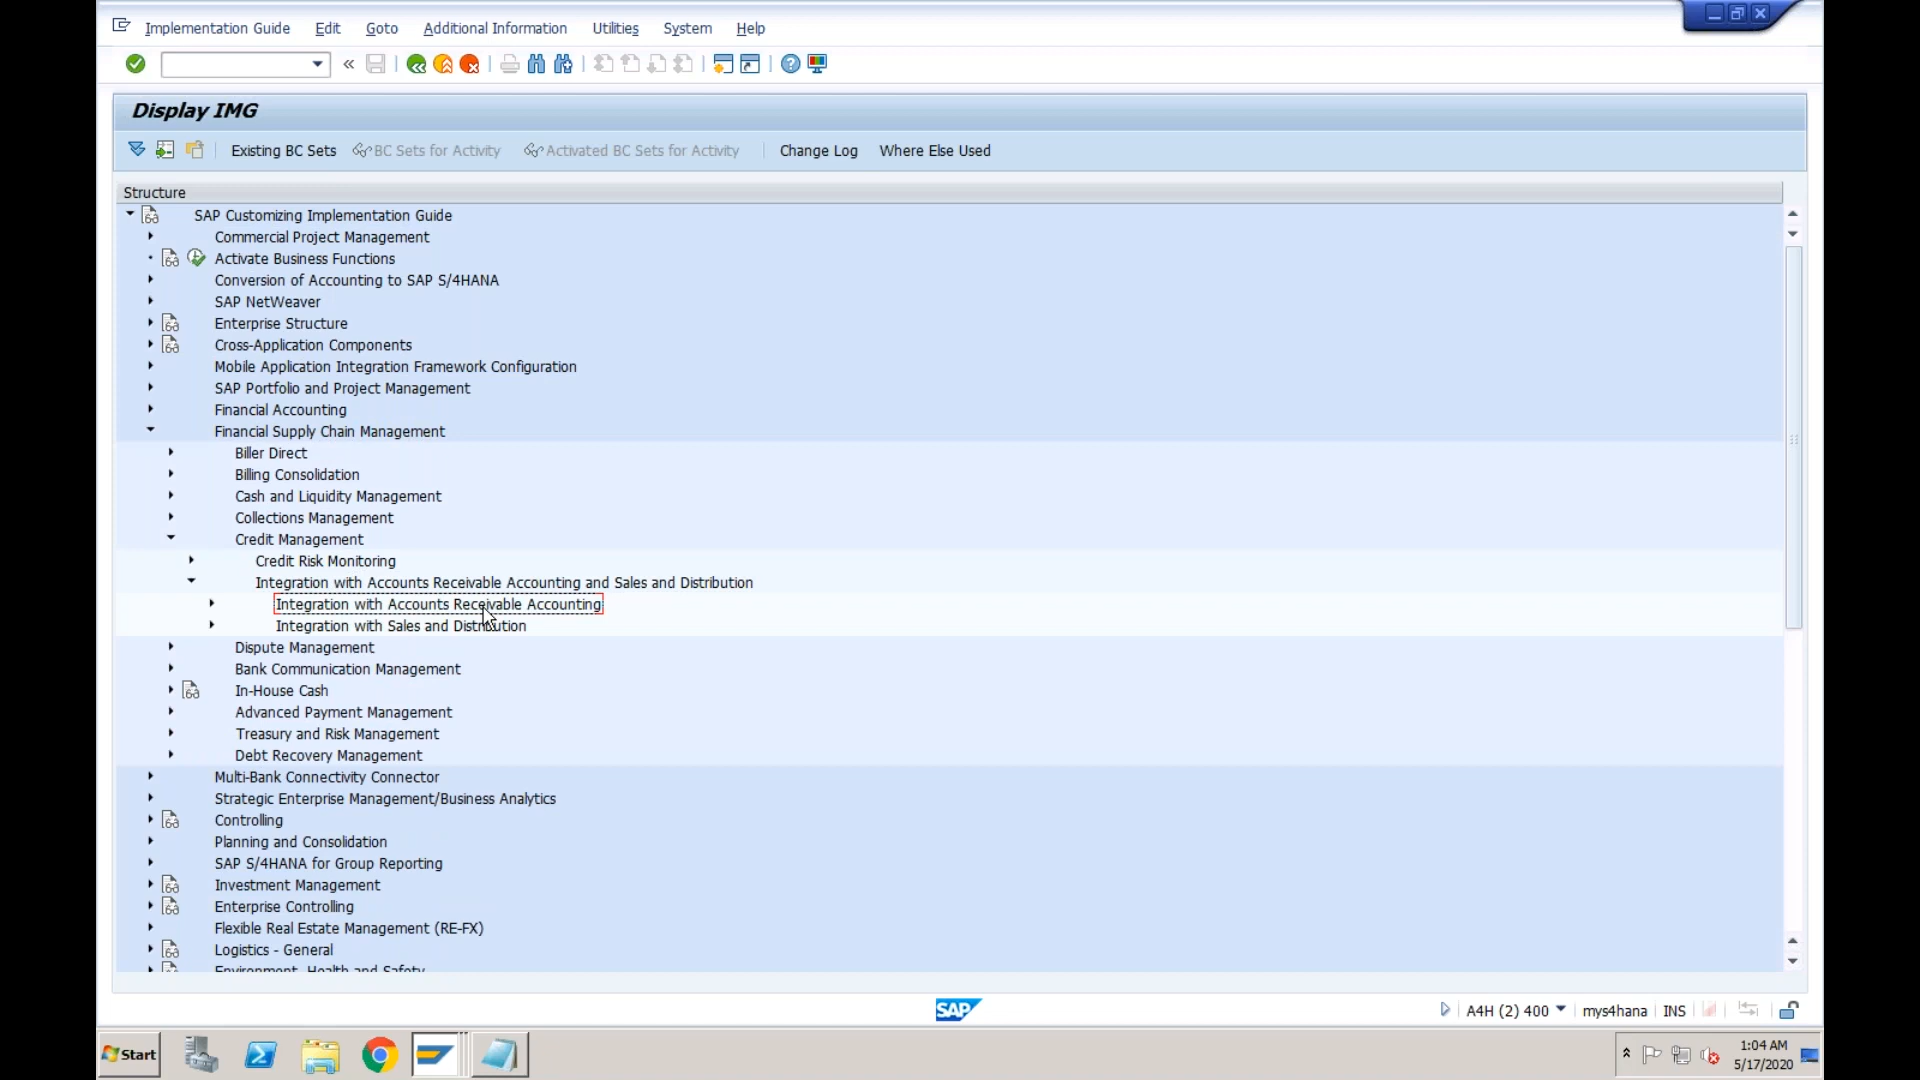 Implementation Guide Edit Goto Additional Information Utilities System Help
Display IMG
Existing BC Sets BC Sets for Activity Activated BC Sets for Activity Change Log Where Else Used
Structure
SAP Customizing Implementation Guide
Commercial Project Management
Activate Business Functions
Conversion of Accounting to SAP S/4HANA
SAP NetWeaver
Enterprise Structure
Cross-Application Components
Mobile Application Integration Framework Configuration
SAP Portfolio and Project Management
Financial Accounting
Financial Supply Chain Management
Biller Direct
Billing Consolidation
Cash and Liquidity Management
Collections Management
Credit Management
Credit Risk Monitoring
Integration with Accounts Receivable Accounting and Sales and Distribution
Integration with Accounts Receivable Accounting
Integration with Sales and Distribution
Dispute Management
Bank Communication Management
In-House Cash
Advanced Payment Management
Treasury and Risk Management
Debt Recovery Management
Multi-Bank Connectivity Connector
Strategic Enterprise Management/Business Analytics
Controlling
Planning and Consolidation
SAP S/4HANA for Group Reporting
Investment Management
Enterprise Controlling
Flexible Real Estate Management (RE-FX)
Logistics - General
Environment, Health and Safety
SAP A4H (2) 400 mys4hana INS
Start 1:04 AM
5/17/2020